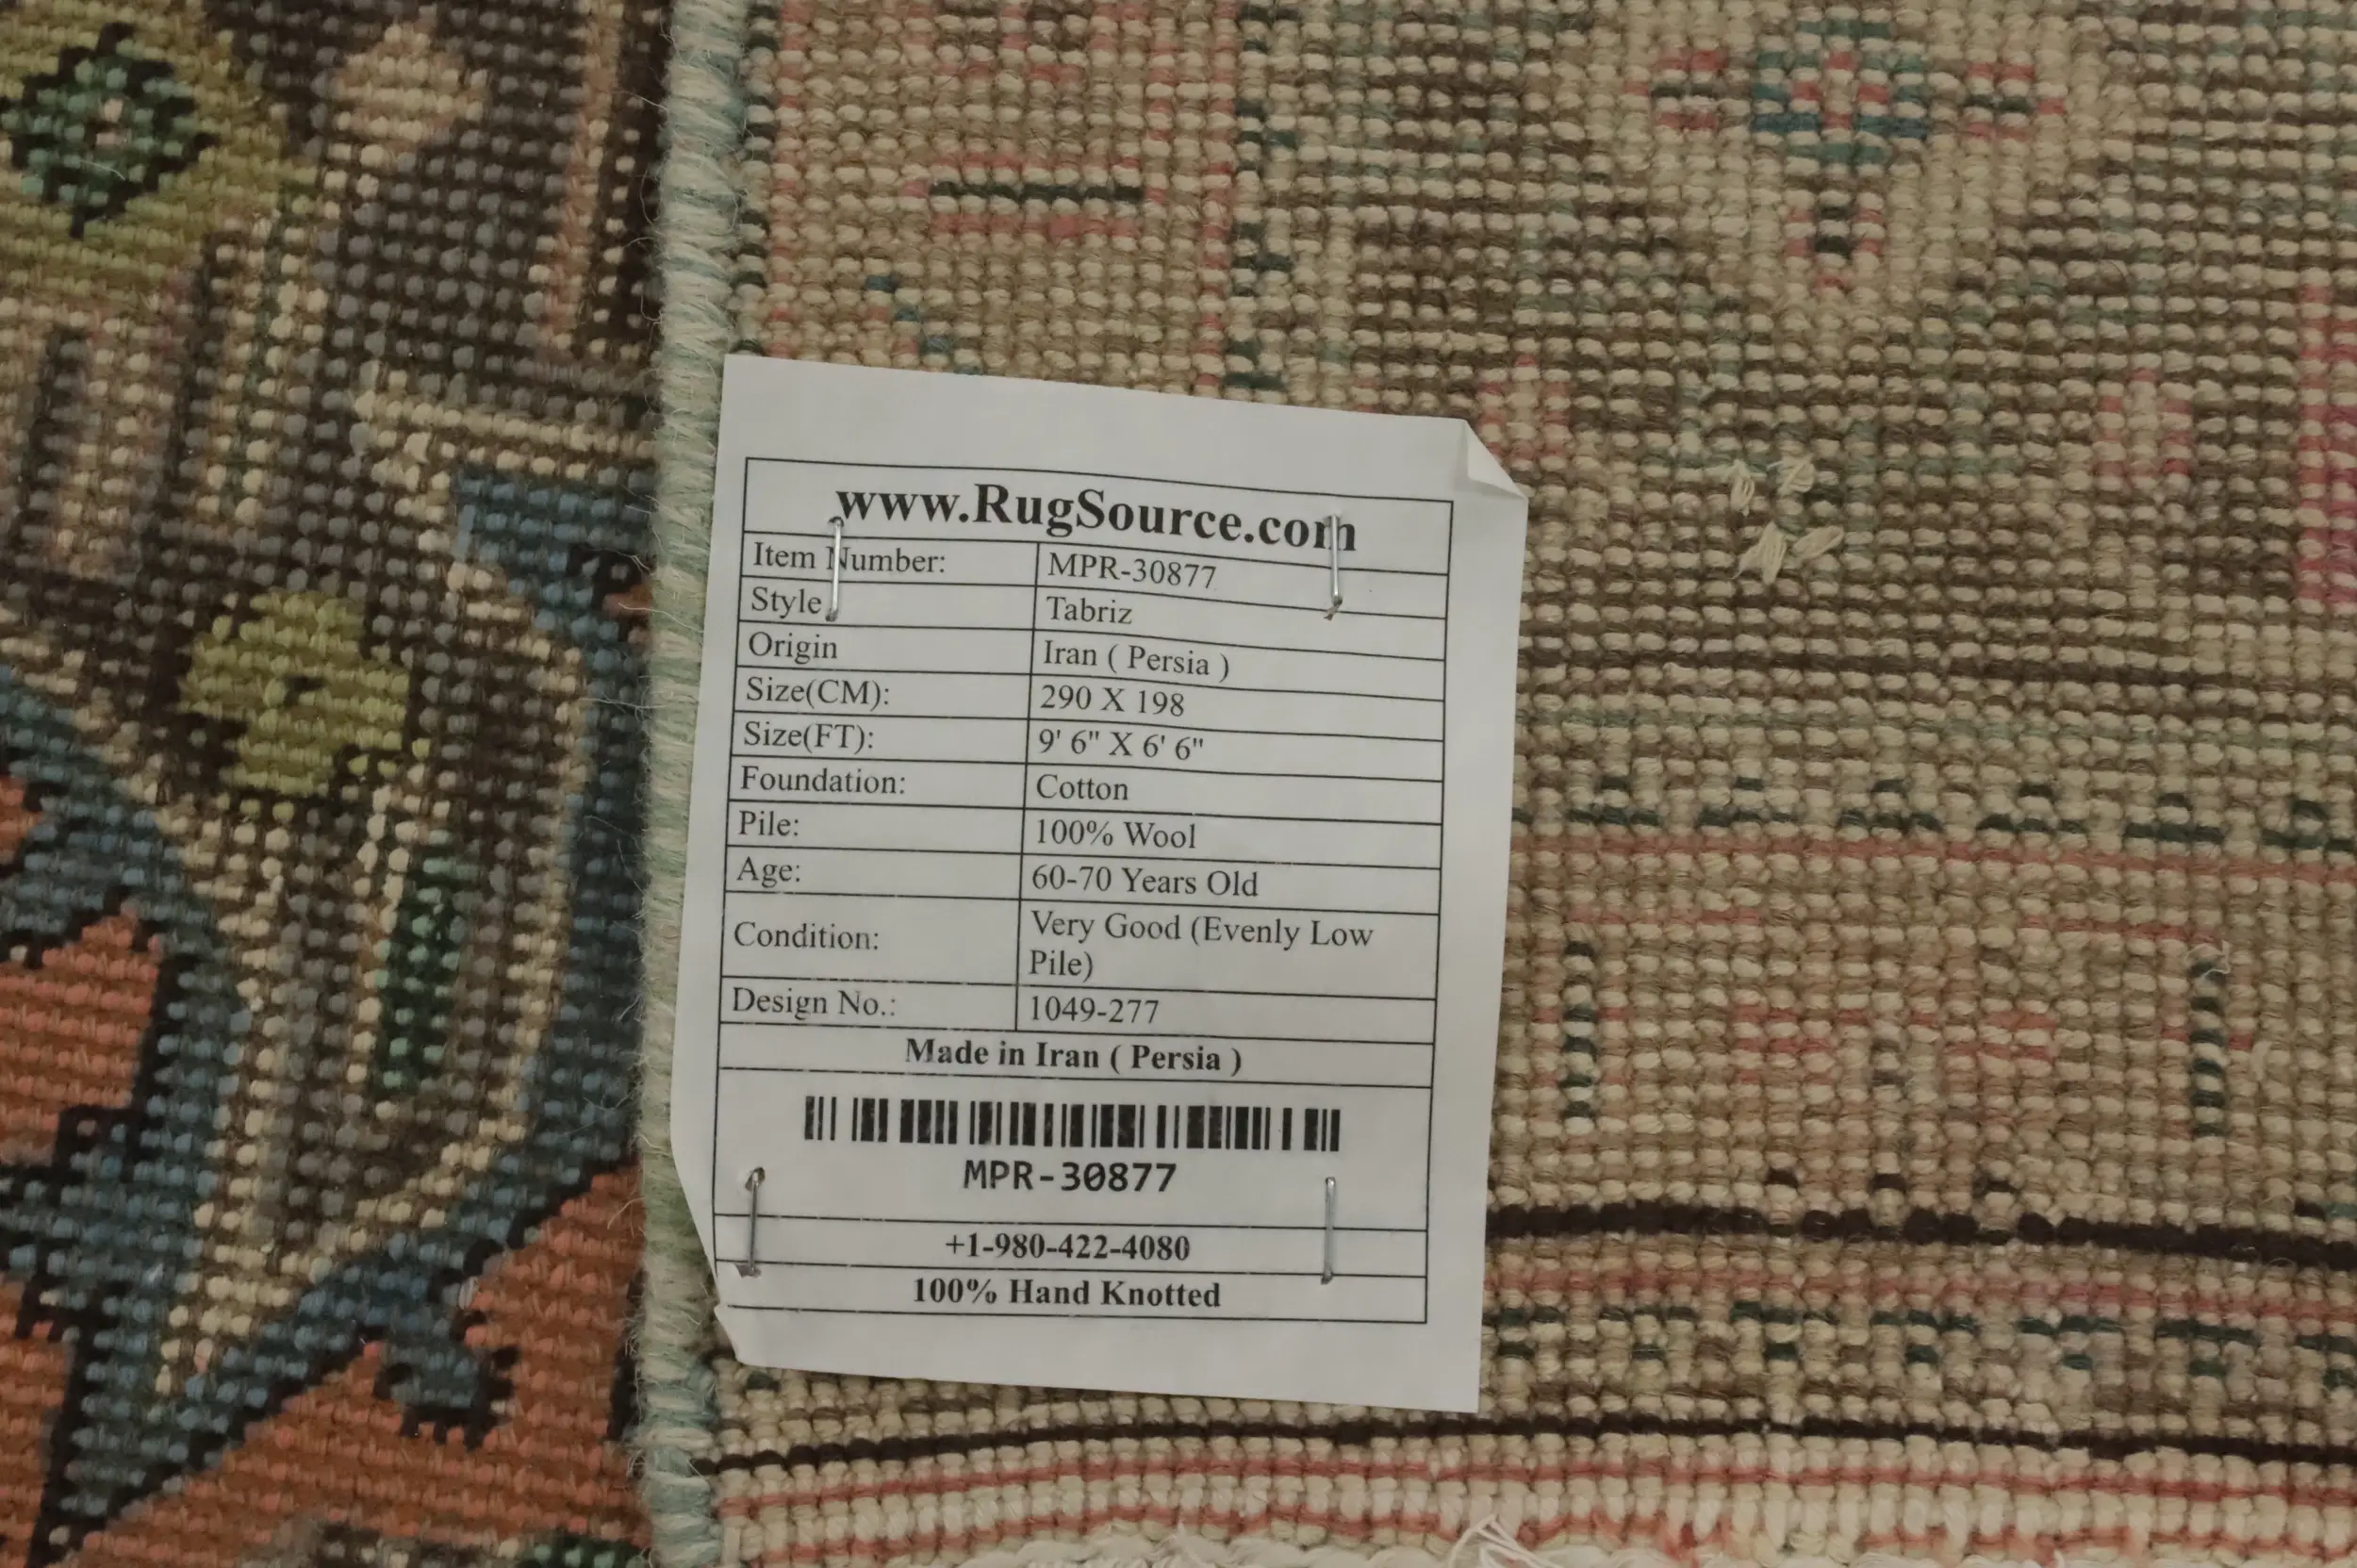 www.RugSource.com
Item Number: MPR-30877
Style Tabriz
Origin Iran ( Persia )
Size(CM): 290 X 198
Size(FT): 9' 6" X 6' 6"
Foundation: Cotton
Pile: 100% Wool
Age: 60-70 Years Old
Condition: Very Good (Evenly Low
Pile)
Design No.: 1049-277
Made in Iran ( Persia )
MPR-30877
+1-980-422-4080
100% Hand Knotted